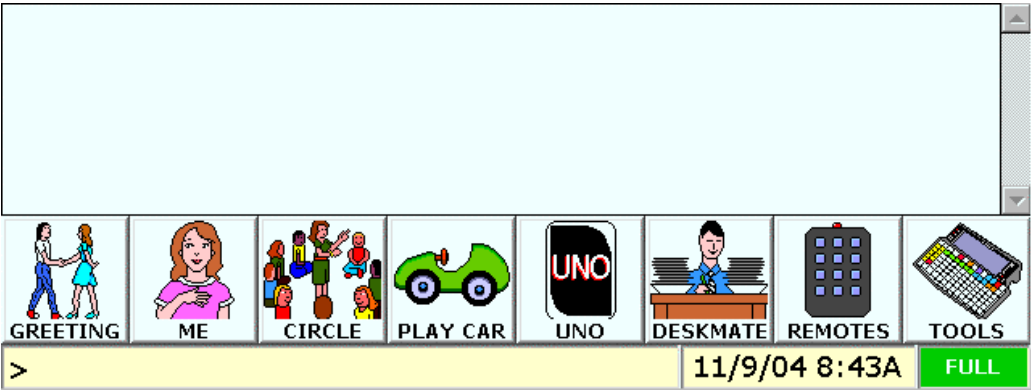 UNO
GREETING ME CIRCLE PLAY CAR UNO DESKMATE REMOTES TOOLS
> 11/9/04 8:43A FULL